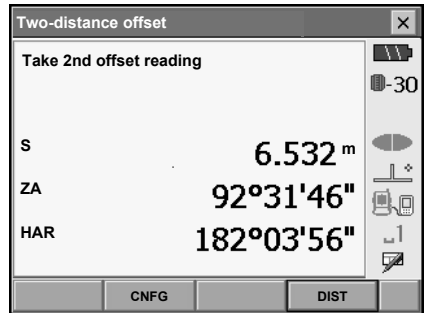 Two-distance offset
Take 2nd offset reading
-30
S 6.532 m
ZA 92°31'46"
HAR 182°03'56"
1
CNFG DIST